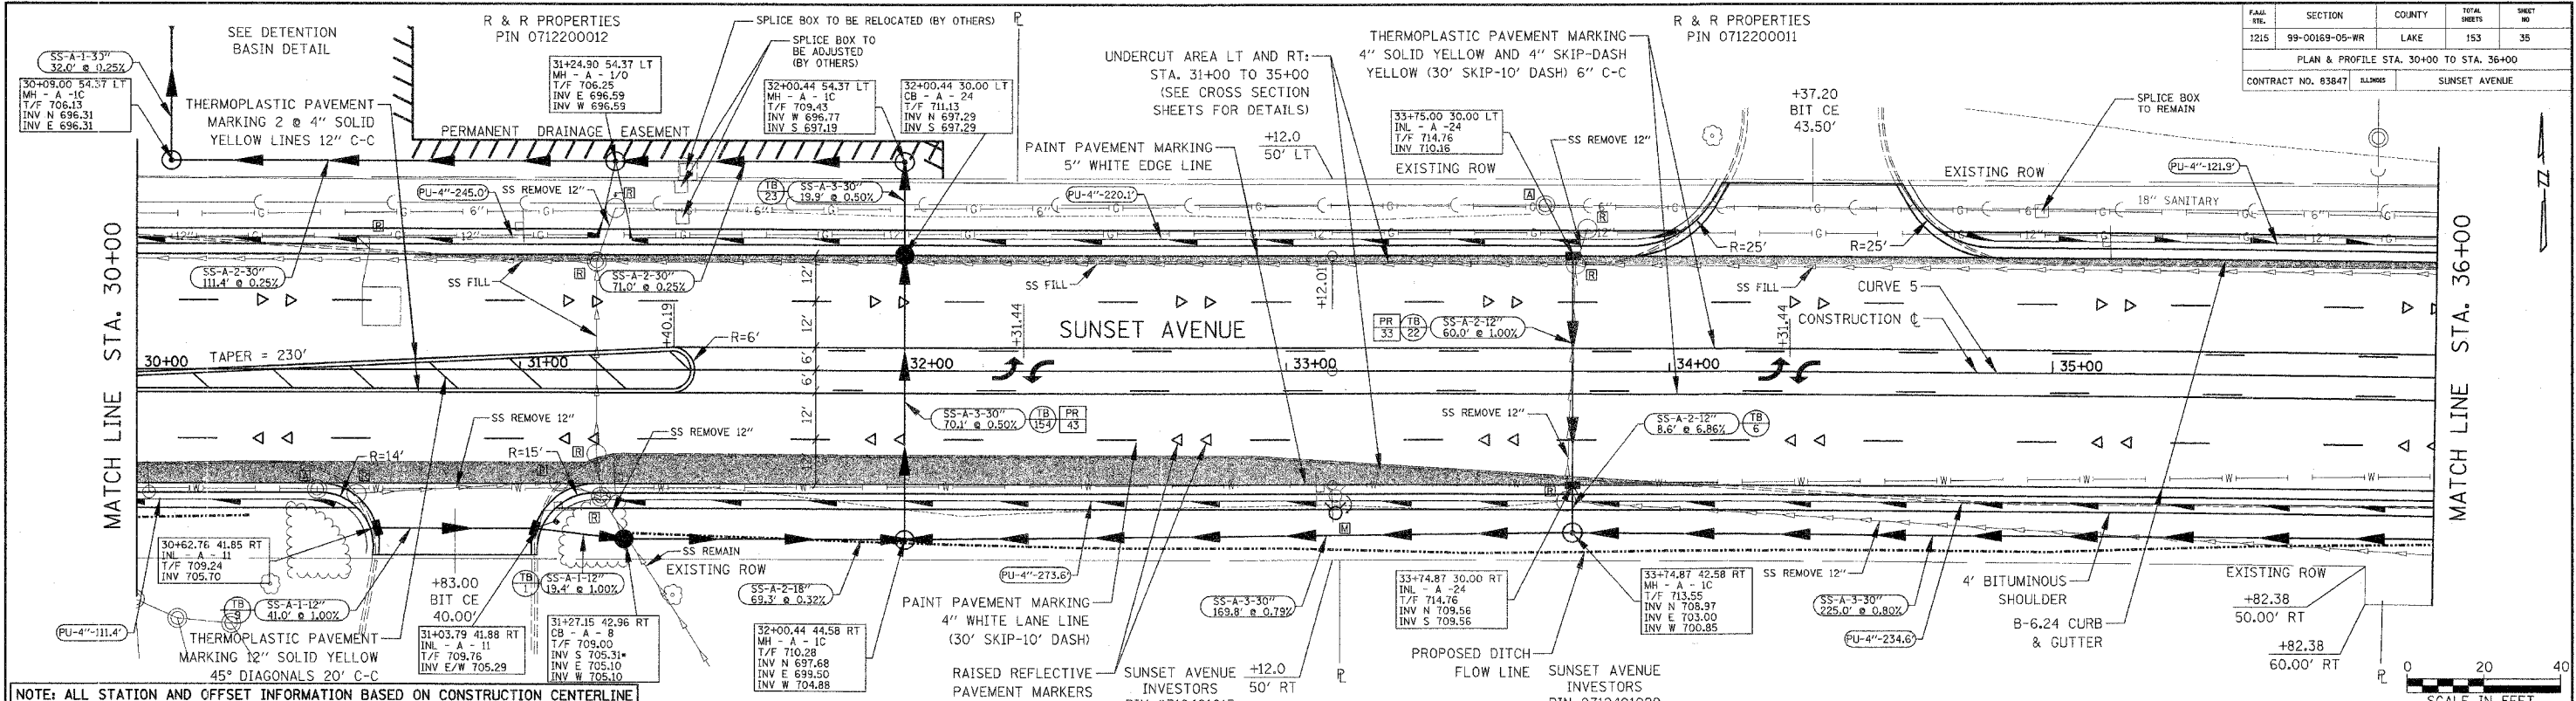 F.A.U. RTE. SECTION COUNTY TOTAL SHEETS SHEET NO
1215 99-00169-05-WR LAKE 153 35
PLAN & PROFILE STA. 30+00 TO STA. 36+00
CONTRACT NO. 83847 ILLINOIS SUNSET AVENUE
SEE DETENTION
BASIN DETAIL
R & R PROPERTIES
PIN 0712200012
SPLICE BOX TO BE RELOCATED (BY OTHERS)
SPLICE BOX TO
BE ADJUSTED
(BY OTHERS)
R & R PROPERTIES
PIN 0712200011
SS-A-1-30"
32.0' @ 0.25%
30+09.00 54.37 LT
MH - A -1C
T/F 706.13
INV N 696.31
INV E 696.31
THERMOPLASTIC PAVEMENT
MARKING 2 @ 4" SOLID
YELLOW LINES 12" C-C
31+24.90 54.37 LT
MH - A - 1/0
T/F 706.25
INV E 696.59
INV W 696.59
32+00.44 54.37 LT
MH - A - 1C
T/F 709.43
INV W 696.77
INV S 697.19
32+00.44 30.00 LT
CB - A - 24
T/F 711.13
INV N 697.29
INV S 697.29
PERMANENT DRAINAGE EASEMENT
UNDERCUT AREA LT AND RT:
STA. 31+00 TO 35+00
(SEE CROSS SECTION
SHEETS FOR DETAILS)
THERMOPLASTIC PAVEMENT MARKING
4" SOLID YELLOW AND 4" SKIP-DASH
YELLOW (30' SKIP-10' DASH) 6" C-C
+12.0
50' LT
PAINT PAVEMENT MARKING
5" WHITE EDGE LINE
33+75.00 30.00 LT
INL - A -24
T/F 714.76
INV 710.16
EXISTING ROW
SS REMOVE 12"
+37.20
BIT CE
43.50'
SPLICE BOX
TO REMAIN
EXISTING ROW
PU-4"-121.9'
18" SANITARY
PU-4"-245.0'
SS REMOVE 12"
TB
23
SS-A-3-30"
19.9' @ 0.50%
PU-4"-220.1'
R=25'
R=25'
SS-A-2-30"
111.4' @ 0.25%
SS FILL
SS-A-2-30"
71.0' @ 0.25%
12'
SS FILL
+12.01
SS FILL
CURVE 5
CONSTRUCTION ℄
MATCH LINE STA. 30+00
MATCH LINE STA. 36+00
SUNSET AVENUE
PR
33
TB
22
SS-A-2-12"
60.0' @ 1.00%
+40.19
+31.44
+31.44
12'
R=6'
TAPER = 230'
30+00
31+00
32+00
33+00
34+00
35+00
6'
6'
12'
SS-A-3-30"
70.1' @ 0.50%
TB
154
PR
43
SS REMOVE 12"
SS REMOVE 12"
SS REMOVE 12"
SS-A-2-12"
8.6' @ 6.86%
TB
6
R=14'
R=15'
12'
30+62.76 41.85 RT
INL - A - 11
T/F 709.24
INV 705.70
+83.00
BIT CE
40.00'
TB
9
SS-A-1-12"
41.0' @ 1.00%
TB
1
SS-A-1-12"
19.4' @ 1.00%
SS REMAIN
EXISTING ROW
SS-A-2-18"
69.3' @ 0.32%
PU-4"-273.6'
PU-4"-111.4'
THERMOPLASTIC PAVEMENT
MARKING 12" SOLID YELLOW
45° DIAGONALS 20' C-C
31+03.79 41.88 RT
INL - A - 11
T/F 709.76
INV E/W 705.29
31+27.15 42.96 RT
CB - A - 8
T/F 709.00
INV S 705.31*
INV E 705.10
INV W 705.10
32+00.44 44.58 RT
MH - A - 1C
T/F 710.28
INV N 697.68
INV E 699.50
INV W 704.88
PAINT PAVEMENT MARKING
4" WHITE LANE LINE
(30' SKIP-10' DASH)
RAISED REFLECTIVE
PAVEMENT MARKERS
SS-A-3-30"
169.8' @ 0.79%
SUNSET AVENUE
INVESTORS
+12.0
50' RT
33+74.87 30.00 RT
INL - A -24
T/F 714.76
INV N 709.56
INV S 709.56
PROPOSED DITCH
FLOW LINE
SUNSET AVENUE
INVESTORS
33+74.87 42.58 RT
MH - A - 1C
T/F 713.55
INV N 708.97
INV E 703.00
INV W 700.85
SS REMOVE 12"
SS-A-3-30"
225.0' @ 0.80%
PU-4"-234.6'
4' BITUMINOUS
SHOULDER
B-6.24 CURB
& GUTTER
EXISTING ROW
+82.38
50.00' RT
+82.38
60.00' RT
0 20 40
SCALE IN FEET
NOTE: ALL STATION AND OFFSET INFORMATION BASED ON CONSTRUCTION CENTERLINE